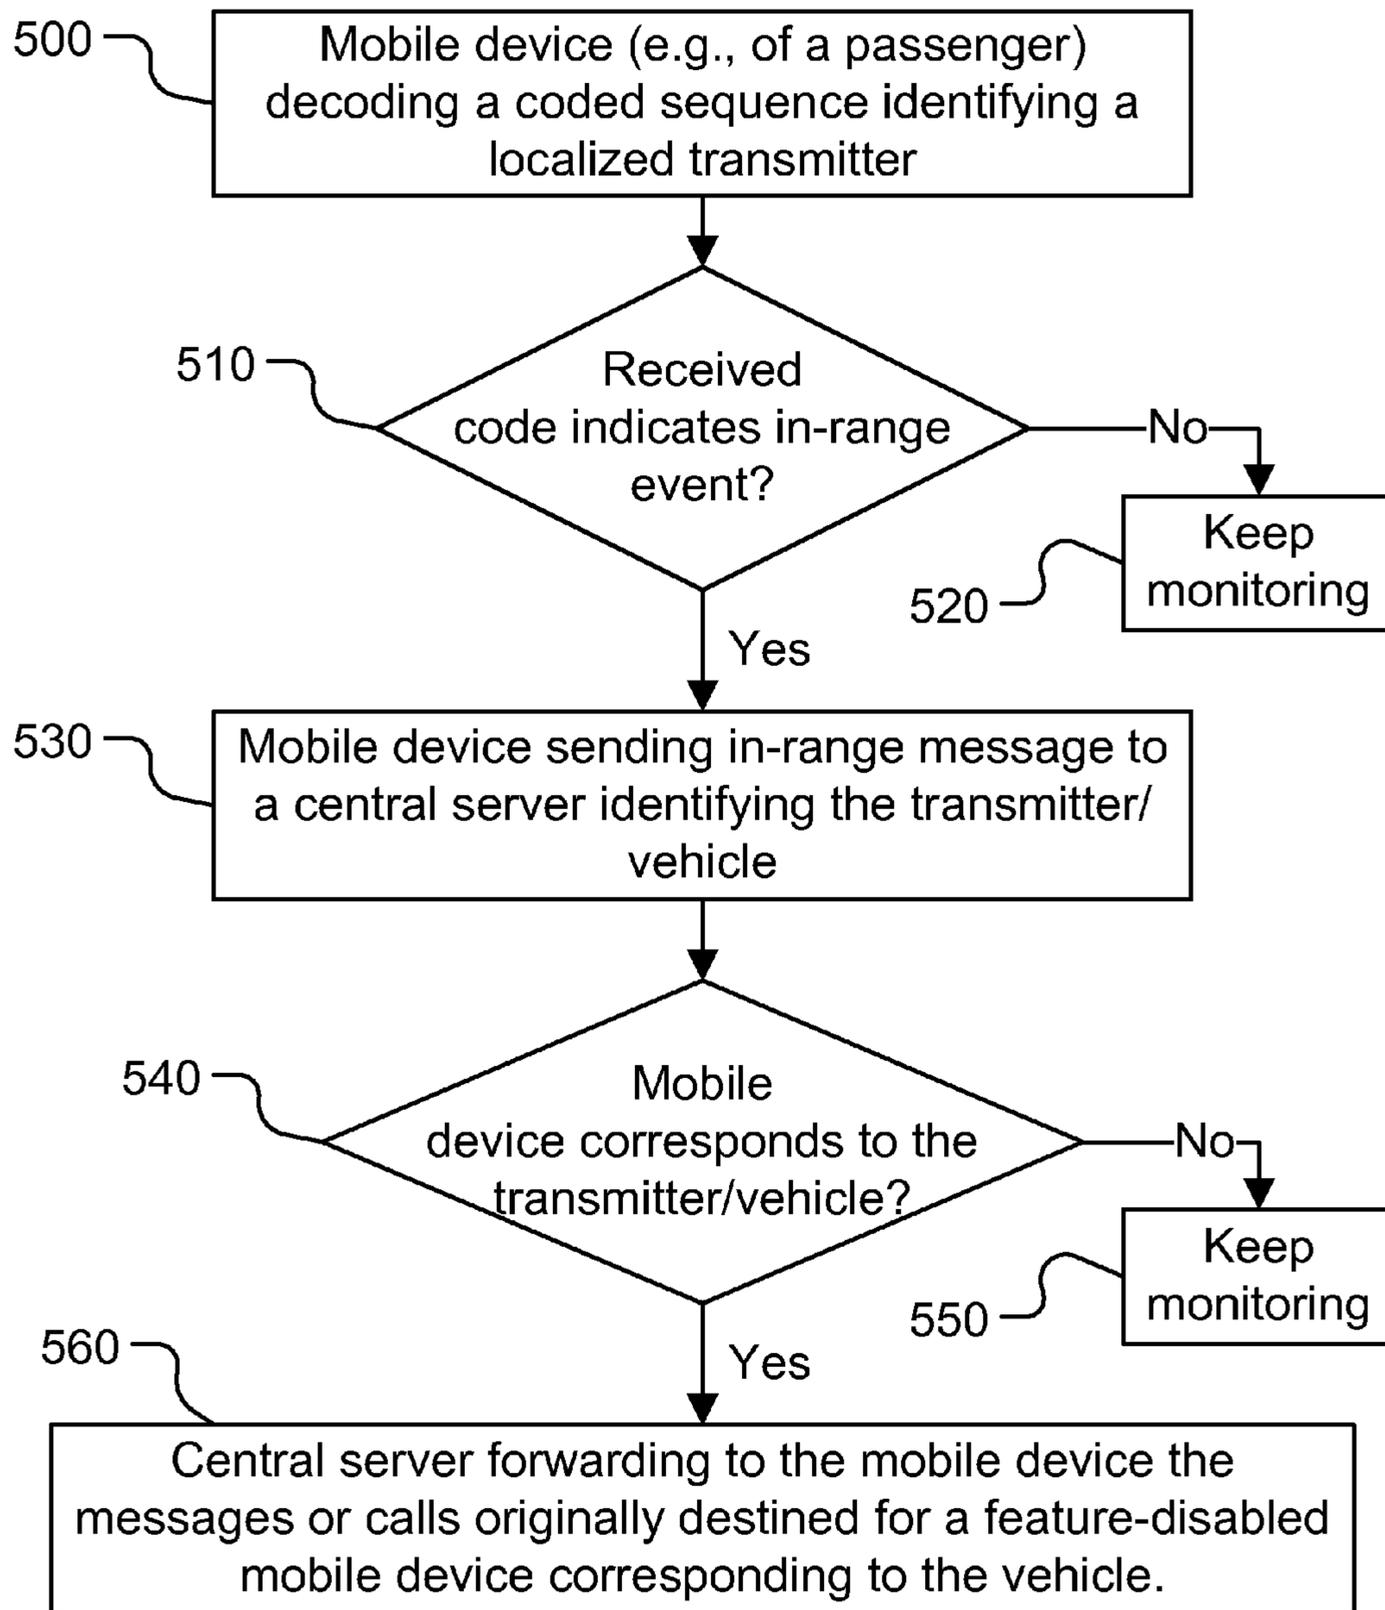 500
Mobile device (e.g., of a passenger)
decoding a coded sequence identifying a
localized transmitter
510
Received
code indicates in-range
event?
No
520
Keep
monitoring
Yes
530
Mobile device sending in-range message to
a central server identifying the transmitter/
vehicle
540
Mobile
device corresponds to the
transmitter/vehicle?
No
550
Keep
monitoring
Yes
560
Central server forwarding to the mobile device the
messages or calls originally destined for a feature-disabled
mobile device corresponding to the vehicle.